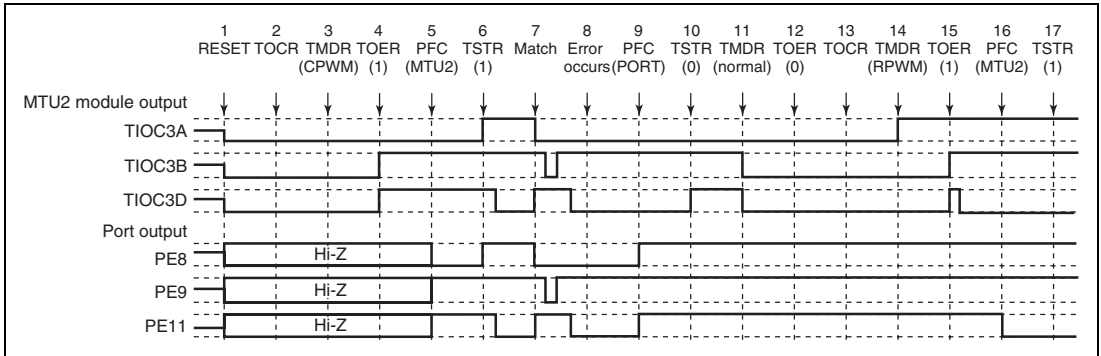 1 2 3 4 5 6 7 8 9 10 11 12 13 14 15 16 17
RESET TOCR TMDR TOER PFC TSTR Match Error PFC TSTR TMDR TOER TOCR TMDR TOER PFC TSTR
(CPWM) (1) (MTU2) (1) occurs (PORT) (0) (normal) (0) (RPWM) (1) (MTU2) (1)
MTU2 module output
TIOC3A
TIOC3B
TIOC3D
Port output
PE8 Hi-Z
PE9 Hi-Z
PE11 Hi-Z